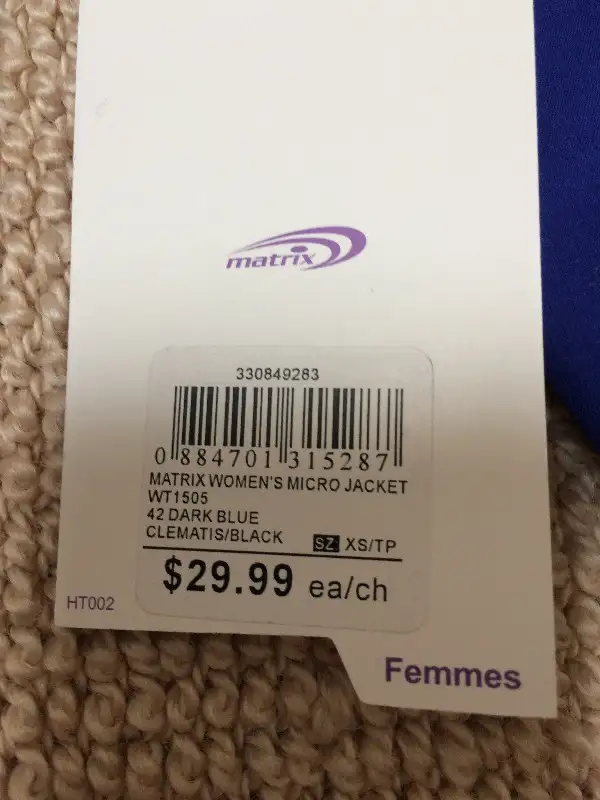 matrix
330849283
0 884701 315287
MATRIX WOMEN'S MICRO JACKET
WT1505
42 DARK BLUE
CLEMATIS/BLACK SZ: XS/TP
$29.99 ea/ch
HT002
Femmes